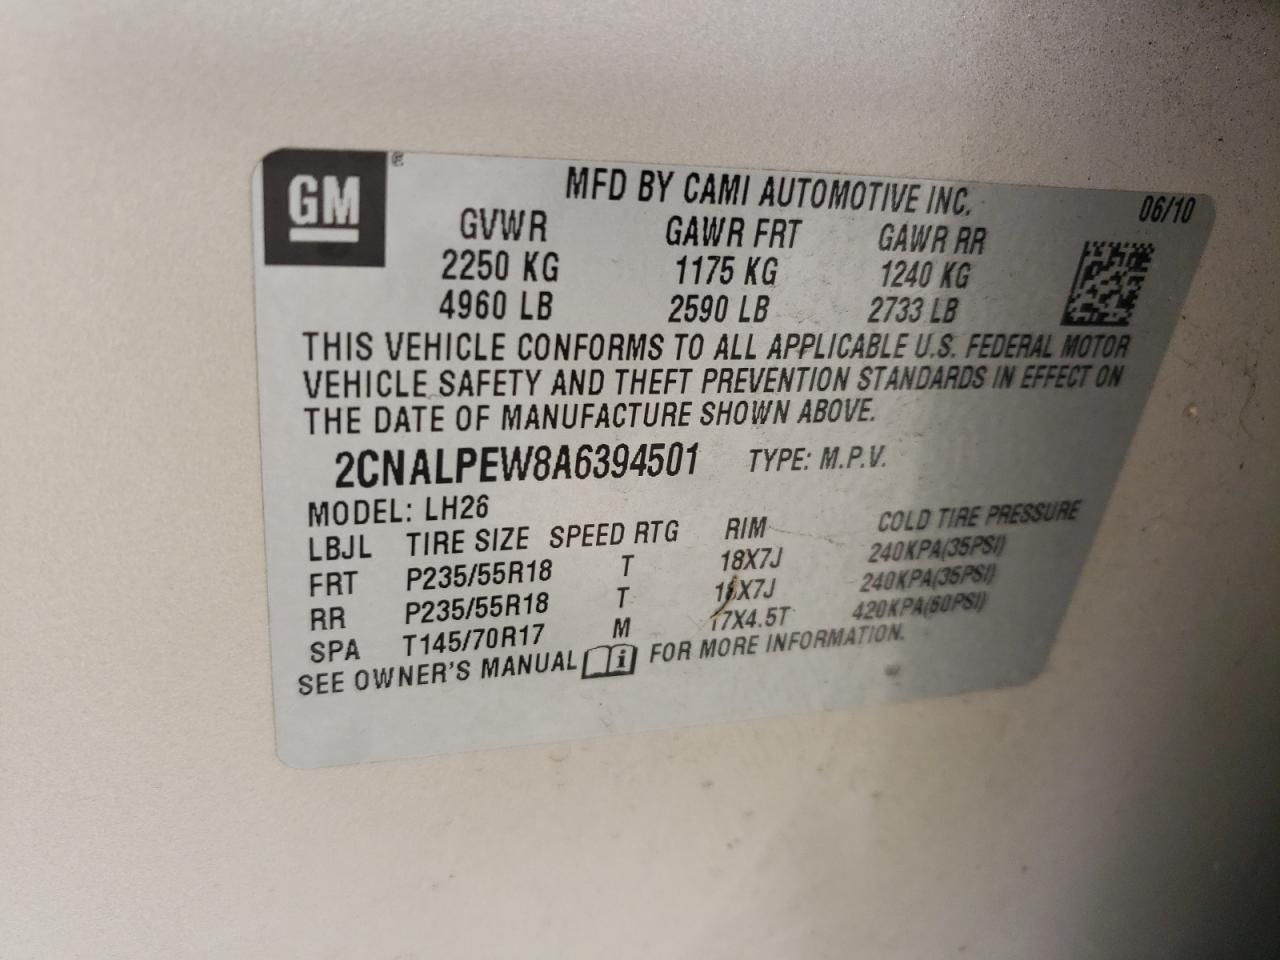 GM ®
MFD BY CAMI AUTOMOTIVE INC. 06/10
GVWR GAWR FRT GAWR RR
2250 KG 1175 KG 1240 KG
4960 LB 2590 LB 2733 LB
THIS VEHICLE CONFORMS TO ALL APPLICABLE U.S. FEDERAL MOTOR
VEHICLE SAFETY AND THEFT PREVENTION STANDARDS IN EFFECT ON
THE DATE OF MANUFACTURE SHOWN ABOVE.
2CNALPEW8A6394501 TYPE: M.P.V.
MODEL: LH26
LBJL TIRE SIZE SPEED RTG RIM COLD TIRE PRESSURE
FRT P235/55R18 T 18X7J 240KPA(35PSI)
RR P235/55R18 T 18X7J 240KPA(35PSI)
SPA T145/70R17 M 17X4.5T 420KPA(60PSI)
SEE OWNER'S MANUAL i FOR MORE INFORMATION.